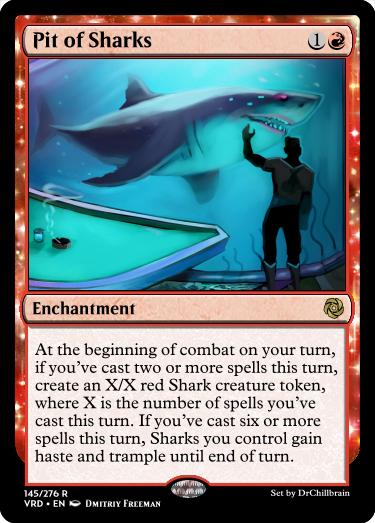 Pit of Sharks 1
Enchantment
At the beginning of combat on your turn,
if you've cast two or more spells this turn,
create an X/X red Shark creature token,
where X is the number of spells you've
cast this turn. If you've cast six or more
spells this turn, Sharks you control gain
haste and trample until end of turn.
145/276 R
Set by DrChillbrain
VRD • EN Dmitriy Freeman